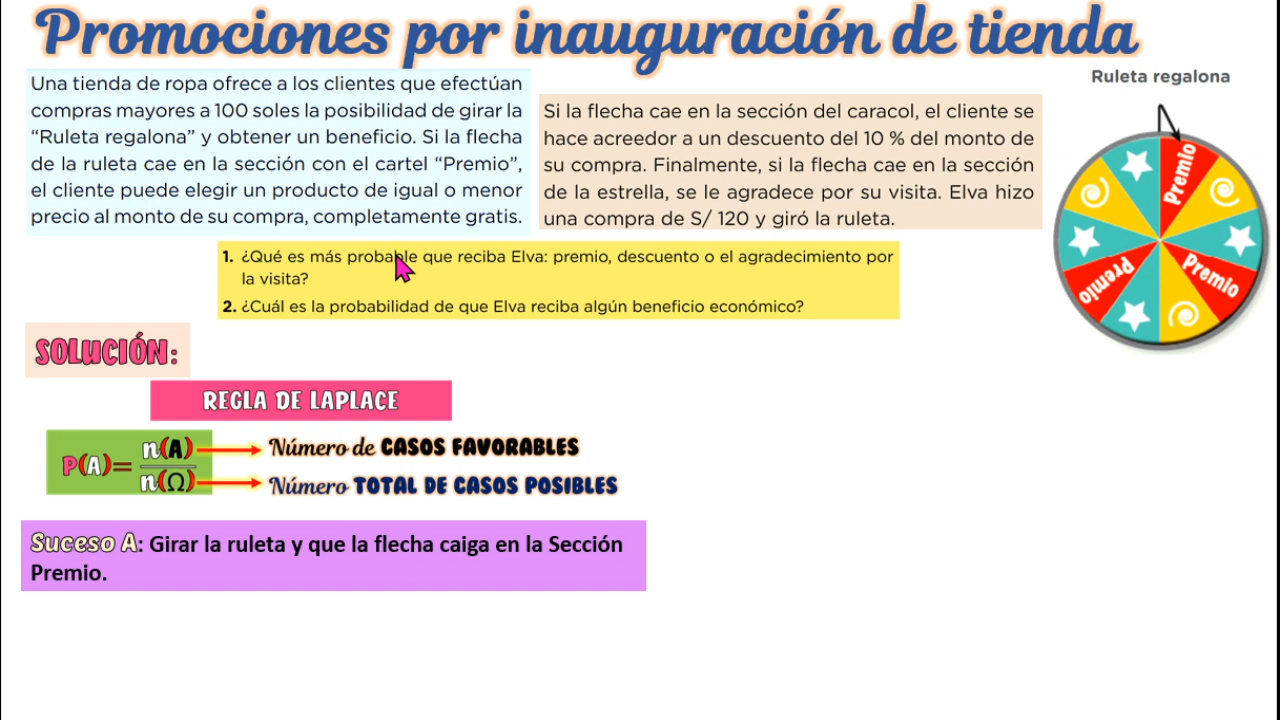 Promociones por inauguración de tienda
Una tienda de ropa ofrece a los clientes que efectúan
compras mayores a 100 soles la posibilidad de girar la
“Ruleta regalona” y obtener un beneficio. Si la flecha
de la ruleta cae en la sección con el cartel “Premio”,
el cliente puede elegir un producto de igual o menor
precio al monto de su compra, completamente gratis.
Si la flecha cae en la sección del caracol, el cliente se
hace acreedor a un descuento del 10 % del monto de
su compra. Finalmente, si la flecha cae en la sección
de la estrella, se le agradece por su visita. Elva hizo
una compra de S/ 120 y giró la ruleta.
Ruleta regalona
Premio
Premio
Premio
1. ¿Qué es más probable que reciba Elva: premio, descuento o el agradecimiento por
la visita?
2. ¿Cuál es la probabilidad de que Elva reciba algún beneficio económico?
SOLUCIÓN:
REGLA DE LAPLACE
P(A)= n(A)
n(Ω)
Número de CASOS FAVORABLES
Número TOTAL DE CASOS POSIBLES
Suceso A: Girar la ruleta y que la flecha caiga en la Sección
Premio.